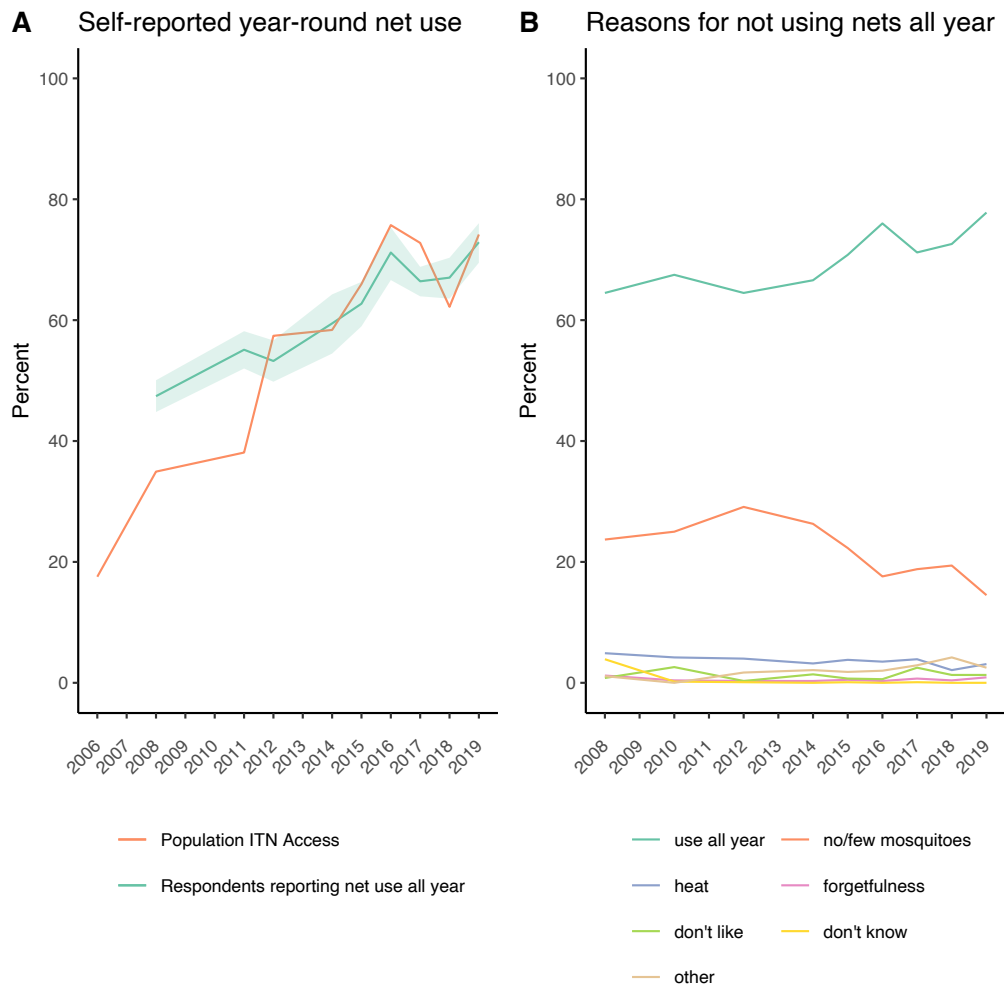 A Self-reported year-round net use
100
80
60
40
20
0
Percent
2006
2007
2008
2009
2010
2011
2012
2013
2014
2015
2016
2017
2018
2019
Population ITN Access
Respondents reporting net use all year
B Reasons for not using nets all year
100
80
60
40
20
0
Percent
2008
2009
2010
2011
2012
2013
2014
2015
2016
2017
2018
2019
use all year
no/few mosquitoes
heat
forgetfulness
don't like
don't know
other